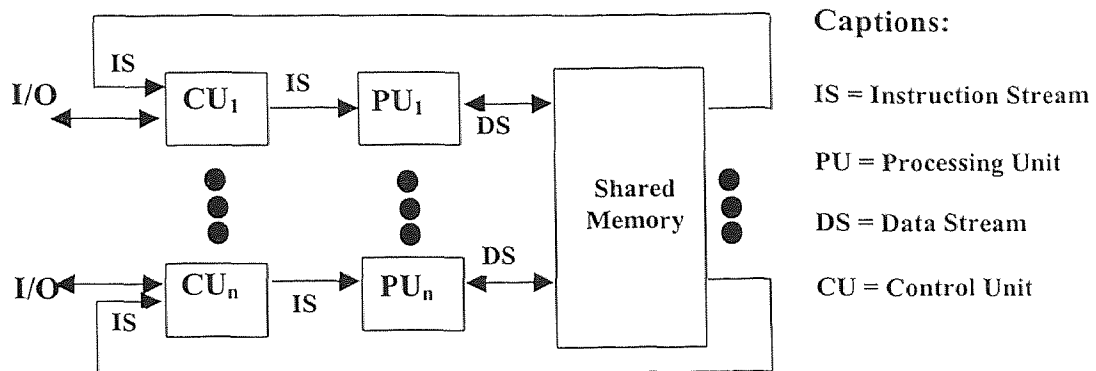 Captions:
IS = Instruction Stream
PU = Processing Unit
DS = Data Stream
CU = Control Unit
IS
I/O
CU₁
IS
PU₁
DS
Shared
Memory
I/O
CUₙ
IS
IS
PUₙ
DS